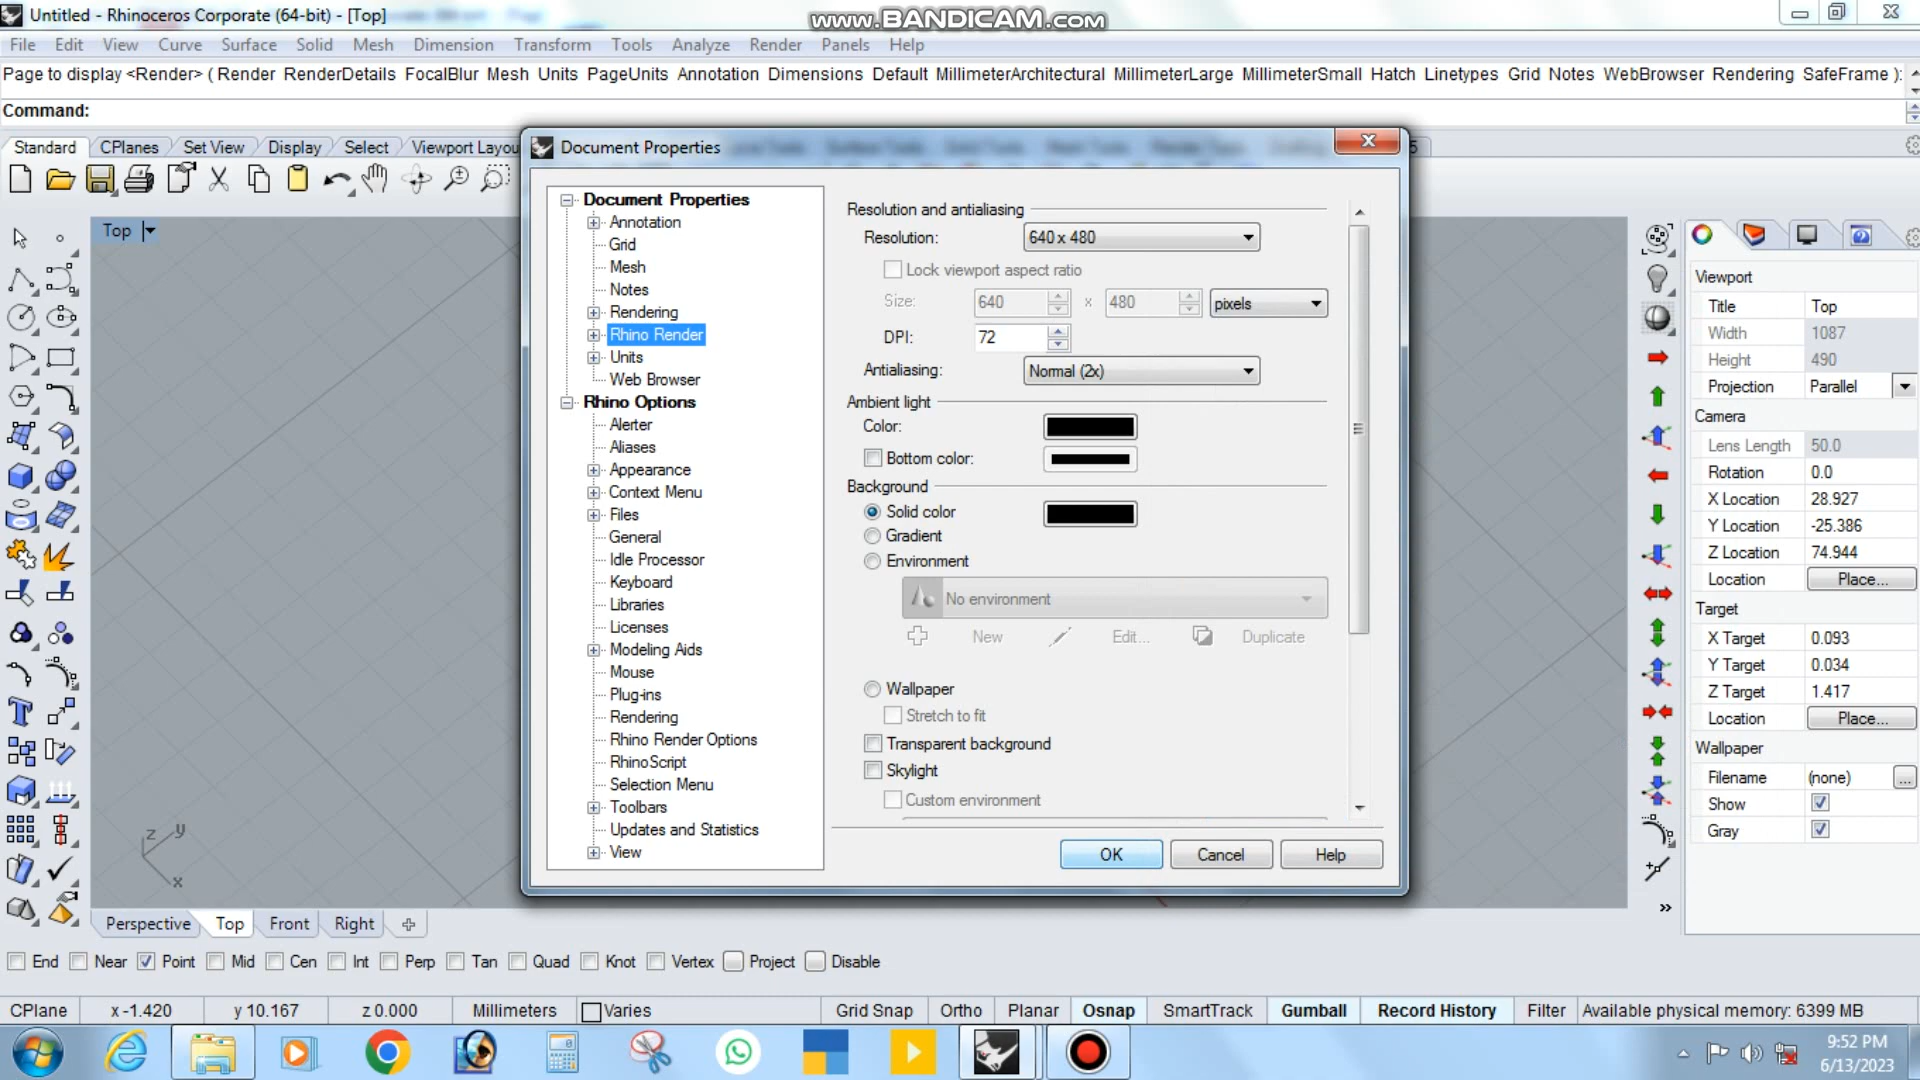 Untitled - Rhinoceros Corporate (64-bit) - [Top]
www.BANDICAM.com
File Edit View Curve Surface Solid Mesh Dimension Transform Tools Analyze Render Panels Help
Page to display <Render> ( Render RenderDetails FocalBlur Mesh Units PageUnits Annotation Dimensions Default MillimeterArchitectural MillimeterLarge MillimeterSmall Hatch Linetypes Grid Notes WebBrowser Rendering SafeFrame ):
Command:
Standard CPlanes Set View Display Select Viewport Layou
Top
Document Properties
Document Properties
Annotation
Grid
Mesh
Notes
Rendering
Rhino Render
Units
Web Browser
Rhino Options
Alerter
Aliases
Appearance
Context Menu
Files
General
Idle Processor
Keyboard
Libraries
Licenses
Modeling Aids
Mouse
Plug-ins
Rendering
Rhino Render Options
RhinoScript
Selection Menu
Toolbars
Updates and Statistics
View
Resolution and antialiasing
Resolution: 640 x 480
Lock viewport aspect ratio
Size: 640 x 480 pixels
DPI: 72
Antialiasing: Normal (2x)
Ambient light
Color:
Bottom color:
Background
Solid color
Gradient
Environment
No environment
New Edit... Duplicate
Wallpaper
Stretch to fit
Transparent background
Skylight
Custom environment
OK Cancel Help
Viewport
Title Top
Width 1087
Height 490
Projection Parallel
Camera
Lens Length 50.0
Rotation 0.0
X Location 28.927
Y Location -25.386
Z Location 74.944
Location Place...
Target
X Target 0.093
Y Target 0.034
Z Target 1.417
Location Place...
Wallpaper
Filename (none) ...
Show
Gray
z y
x
Perspective Top Front Right
End Near Point Mid Cen Int Perp Tan Quad Knot Vertex Project Disable
CPlane x -1.420 y 10.167 z 0.000 Millimeters Varies Grid Snap Ortho Planar Osnap SmartTrack Gumball Record History Filter Available physical memory: 6399 MB
9:52 PM
6/13/2023